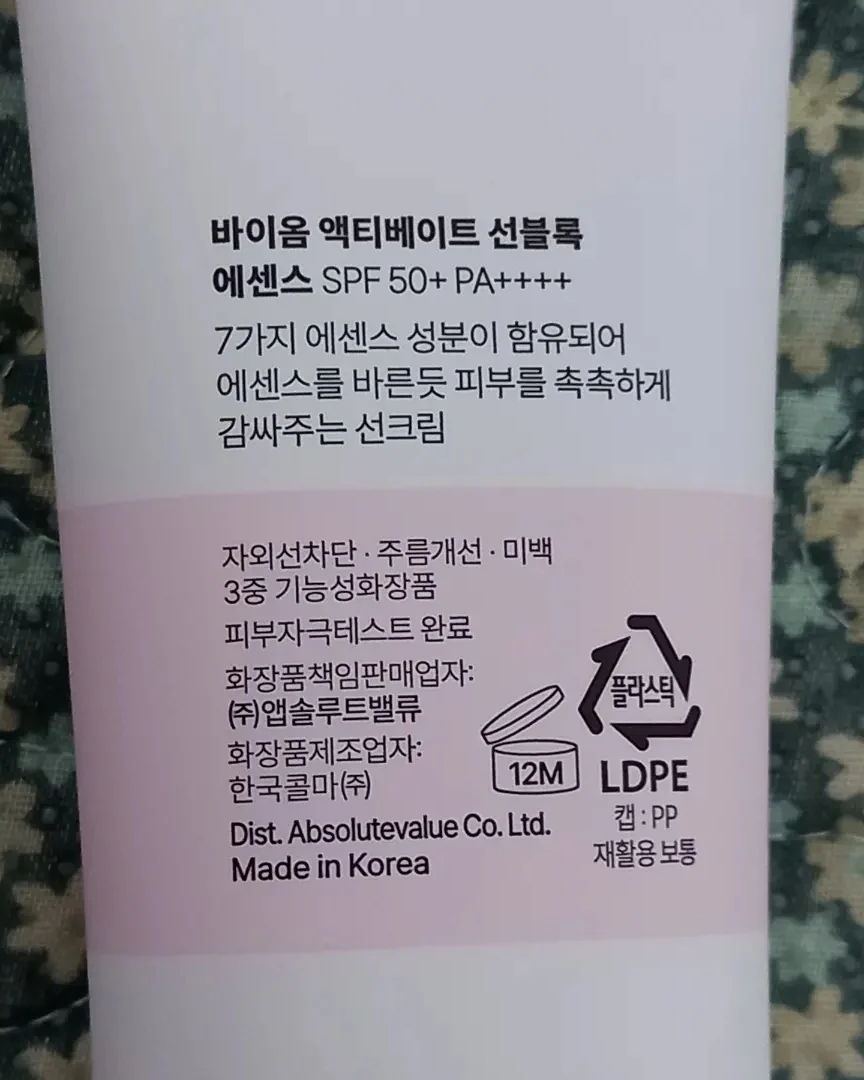 바이옴 액티베이트 선블록
에센스 SPF 50+ PA++++
7가지 에센스 성분이 함유되어
에센스를 바른듯 피부를 촉촉하게
감싸주는 선크림
자외선차단 · 주름개선 · 미백
3중 기능성화장품
피부자극테스트 완료
화장품책임판매업자:
㈜앱솔루트밸류
화장품제조업자:
한국콜마㈜
Dist. Absolutevalue Co. Ltd.
Made in Korea
12M
플라스틱
LDPE
캡 : PP
재활용 보통